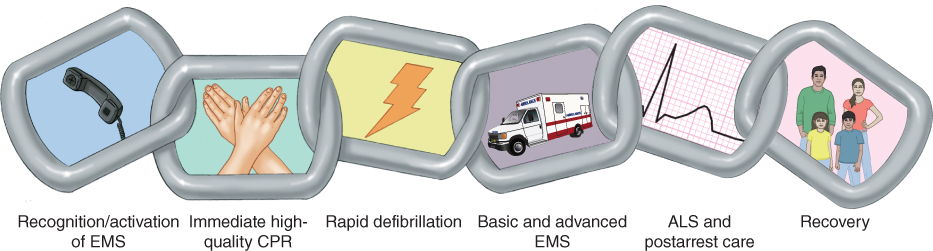 Recognition/activation
of EMS
Immediate high-
quality CPR
Rapid defibrillation
Basic and advanced
EMS
ALS and
postarrest care
Recovery